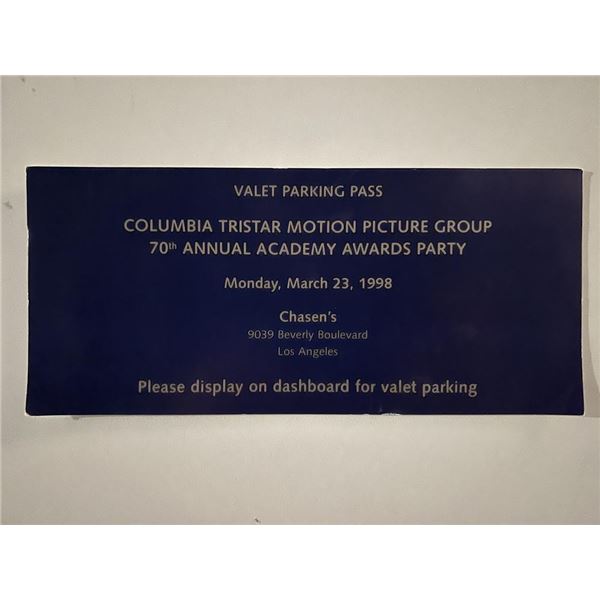 VALET PARKING PASS
COLUMBIA TRISTAR MOTION PICTURE GROUP
70th ANNUAL ACADEMY AWARDS PARTY
Monday, March 23, 1998
Chasen's
9039 Beverly Boulevard
Los Angeles
Please display on dashboard for valet parking